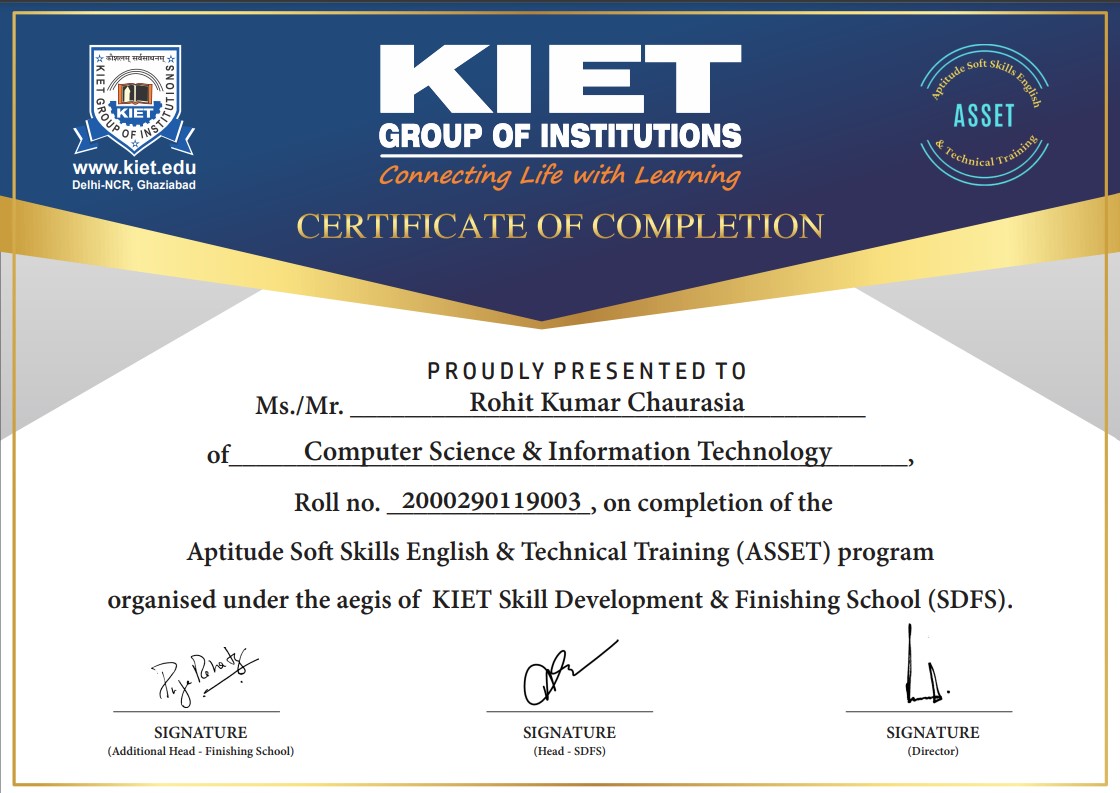 कौशलम् सर्वसाधनम्
KIET GROUP OF INSTITUTIONS
KIET
www.kiet.edu
Delhi-NCR, Ghaziabad
KIET
GROUP OF INSTITUTIONS
Connecting Life with Learning
Aptitude Soft Skills English
ASSET
& Technical Training
CERTIFICATE OF COMPLETION
PROUDLY PRESENTED TO
Ms./Mr. Rohit Kumar Chaurasia
of Computer Science & Information Technology,
Roll no. 2000290119003, on completion of the
Aptitude Soft Skills English & Technical Training (ASSET) program
organised under the aegis of KIET Skill Development & Finishing School (SDFS).
SIGNATURE
(Additional Head - Finishing School)
SIGNATURE
(Head - SDFS)
SIGNATURE
(Director)